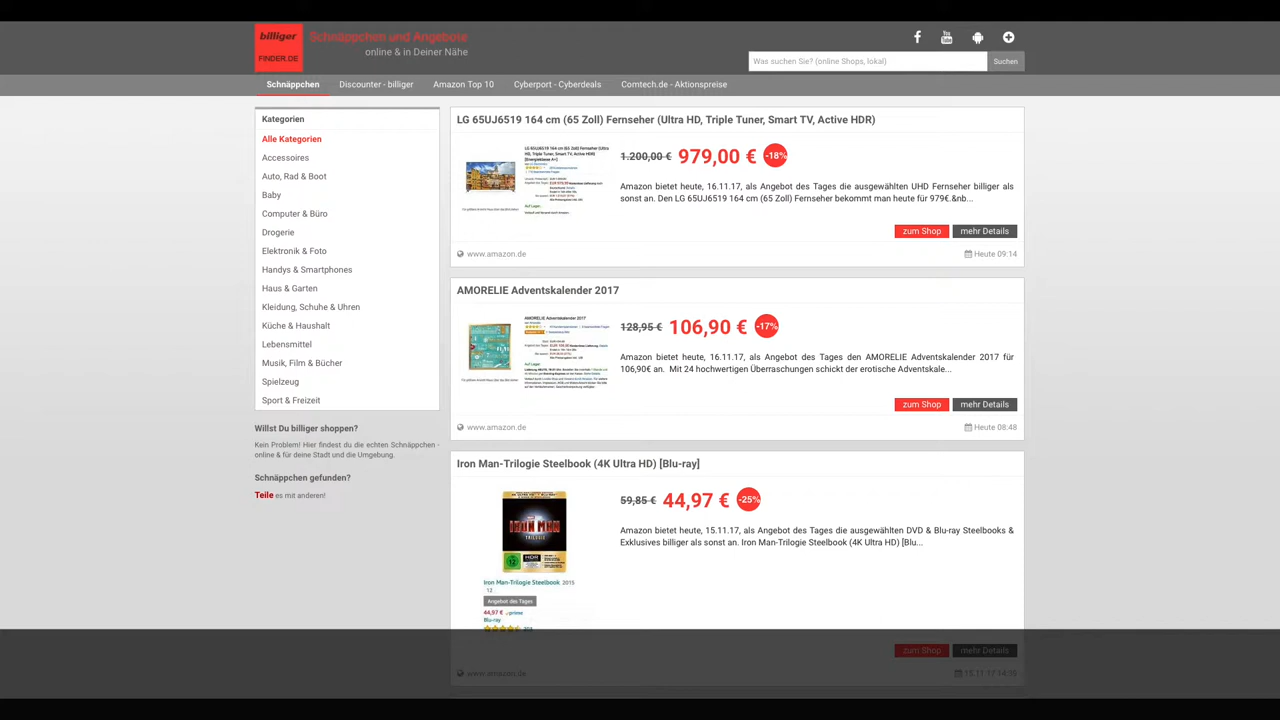 billiger
FINDER.DE
Schnäppchen und Angebote
online & in Deiner Nähe
Was suchen Sie? (online Shops, lokal)
Suchen
Schnäppchen
Discounter - billiger
Amazon Top 10
Cyberport - Cyberdeals
Comtech.de - Aktionspreise
Kategorien
Alle Kategorien
Accessoires
Auto, Rad & Boot
Baby
Computer & Büro
Drogerie
Elektronik & Foto
Handys & Smartphones
Haus & Garten
Kleidung, Schuhe & Uhren
Küche & Haushalt
Lebensmittel
Musik, Film & Bücher
Spielzeug
Sport & Freizeit
Willst Du billiger shoppen?
Kein Problem! Hier findest du die echten Schnäppchen -
online & für deine Stadt und die Umgebung.
Schnäppchen gefunden?
Teile es mit anderen!
LG 65UJ6519 164 cm (65 Zoll) Fernseher (Ultra HD, Triple Tuner, Smart TV, Active HDR)
1.200,00 € 979,00 € -18%
Amazon bietet heute, 16.11.17, als Angebot des Tages die ausgewählten UHD Fernseher billiger als
sonst an. Den LG 65UJ6519 164 cm (65 Zoll) Fernseher bekommt man heute für 979€.&nb...
zum Shop
mehr Details
www.amazon.de
Heute 09:14
AMORELIE Adventskalender 2017
AMORELIE Adventskalender 2017
128,95 € 106,90 € -17%
Amazon bietet heute, 16.11.17, als Angebot des Tages den AMORELIE Adventskalender 2017 für
106,90€ an. Mit 24 hochwertigen Überraschungen schickt der erotische Adventskale...
zum Shop
mehr Details
www.amazon.de
Heute 08:48
Iron Man-Trilogie Steelbook (4K Ultra HD) [Blu-ray]
IRON MAN
TRILOGIE
12
HDR
Iron Man-Trilogie Steelbook 2015
12
Angebot des Tages
44,97 € prime
Blu-ray
59,85 € 44,97 € -25%
Amazon bietet heute, 15.11.17, als Angebot des Tages die ausgewählten DVD & Blu-ray Steelbooks &
Exklusives billiger als sonst an. Iron Man-Trilogie Steelbook (4K Ultra HD) [Blu...
zum Shop
mehr Details
www.amazon.de